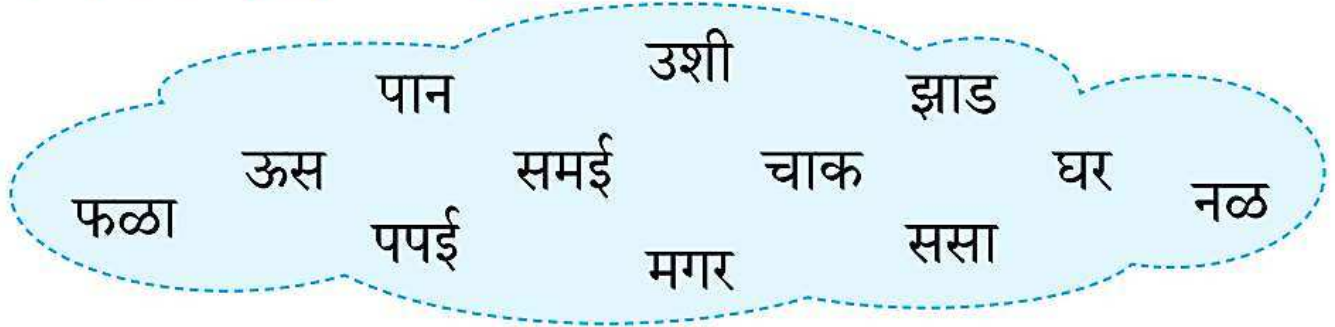 पान उशी झाड
ऊस समई चाक घर
फळा पपई मगर ससा नळ